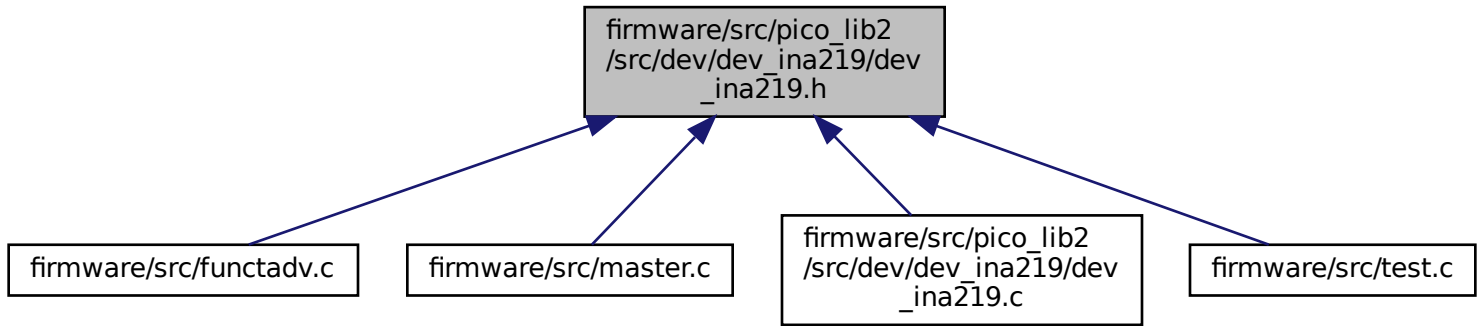 firmware/src/pico_lib2
/src/dev/dev_ina219/dev
_ina219.h
firmware/src/functadv.c
firmware/src/master.c
firmware/src/pico_lib2
/src/dev/dev_ina219/dev
_ina219.c
firmware/src/test.c